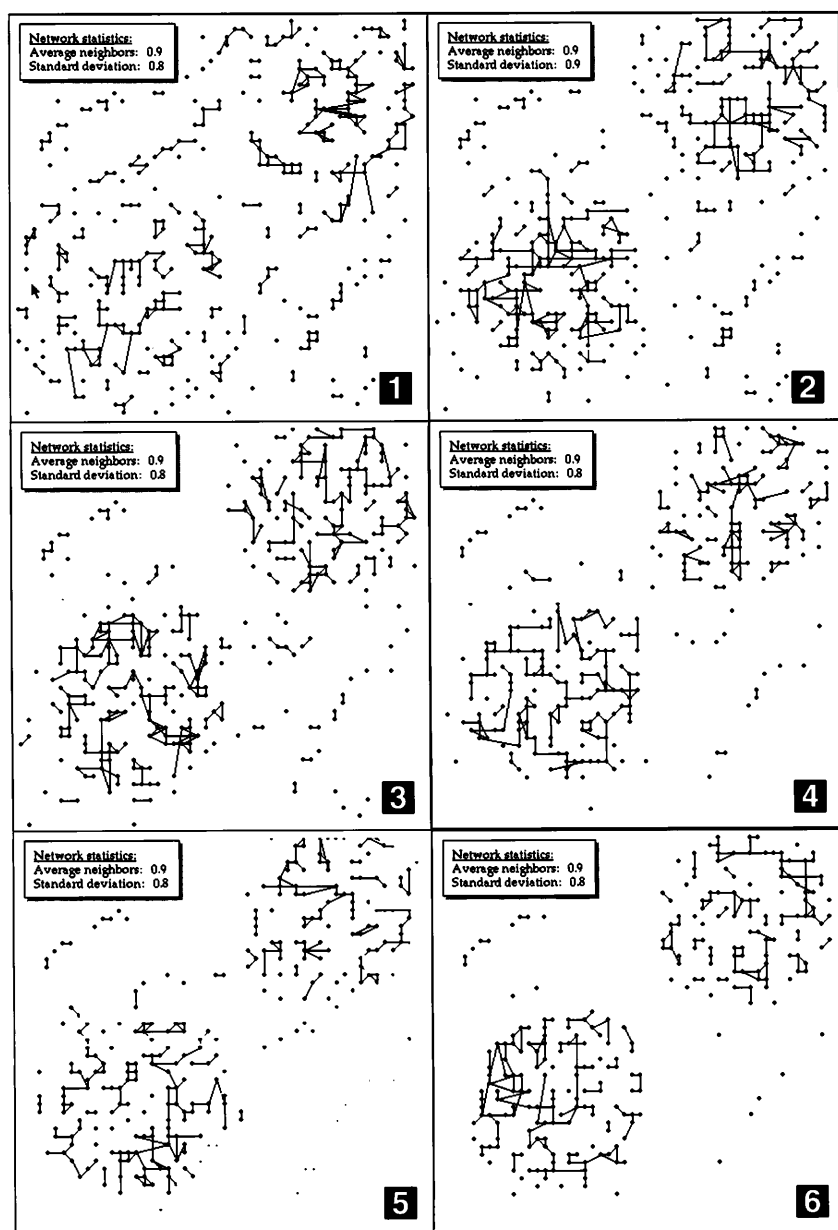 Network statistics:
Average neighbors: 0.9
Standard deviation: 0.8
1
Network statistics:
Average neighbors: 0.9
Standard deviation: 0.9
2
Network statistics:
Average neighbors: 0.9
Standard deviation: 0.8
3
Network statistics:
Average neighbors: 0.9
Standard deviation: 0.8
4
Network statistics:
Average neighbors: 0.9
Standard deviation: 0.8
5
Network statistics:
Average neighbors: 0.9
Standard deviation: 0.8
6